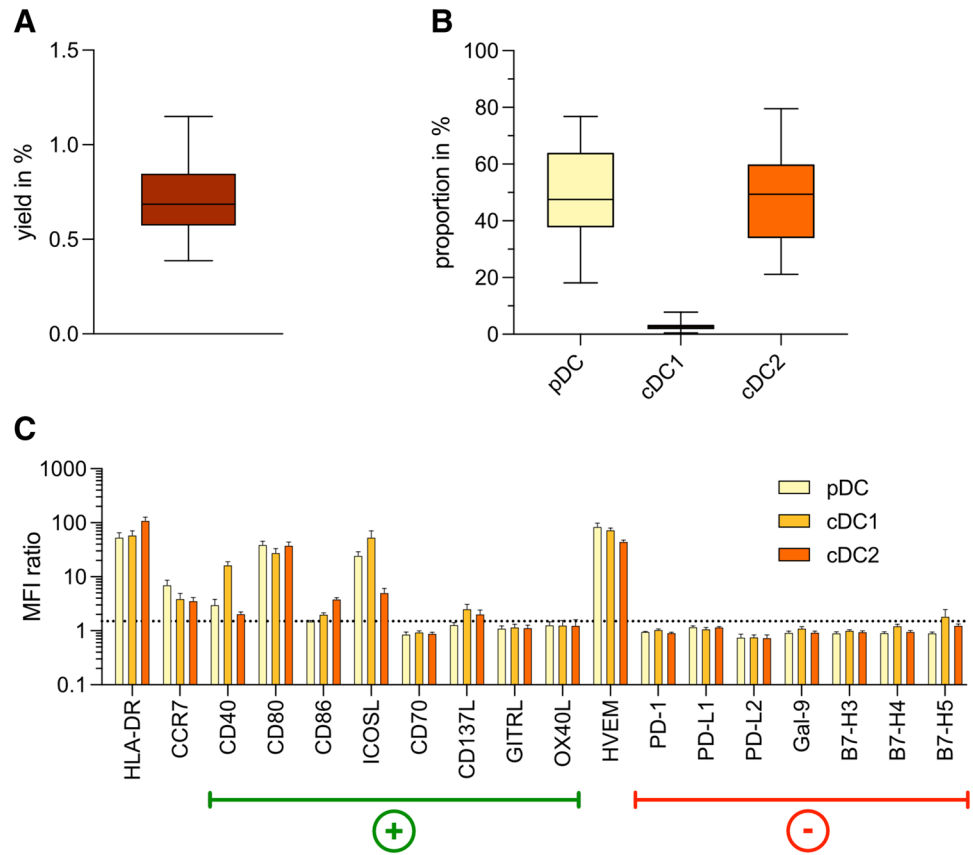 A
yield in %
1.5
1.0
0.5
0.0
B
proportion in %
100
80
60
40
20
0
pDC
cDC1
cDC2
C
MFI ratio
1000
100
10
1
0.1
pDC
cDC1
cDC2
HLA-DR
CCR7
CD40
CD80
CD86
ICOSL
CD70
CD137L
GITRL
OX40L
HVEM
PD-1
PD-L1
PD-L2
Gal-9
B7-H3
B7-H4
B7-H5
+
-